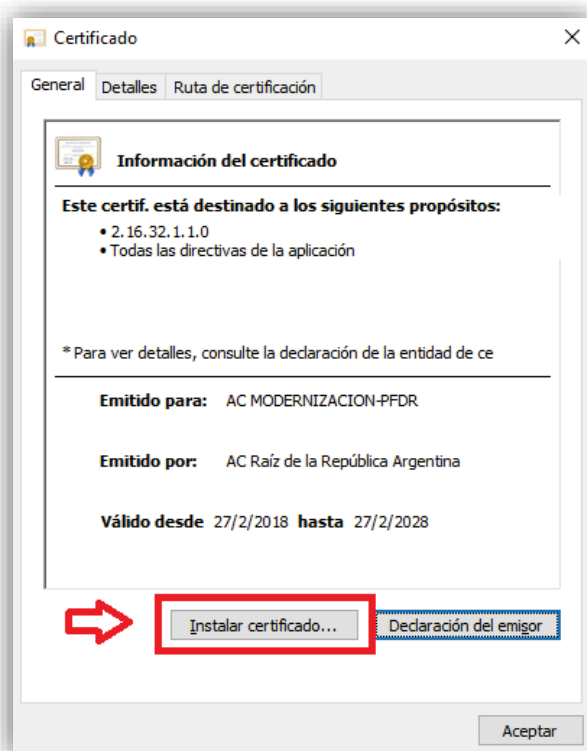 Certificado
General Detalles Ruta de certificación
Información del certificado
Este certif. está destinado a los siguientes propósitos:
• 2.16.32.1.1.0
• Todas las directivas de la aplicación
* Para ver detalles, consulte la declaración de la entidad de ce
Emitido para: AC MODERNIZACION-PFDR
Emitido por: AC Raíz de la República Argentina
Válido desde 27/2/2018 hasta 27/2/2028
Instalar certificado... Declaración del emisor
Aceptar